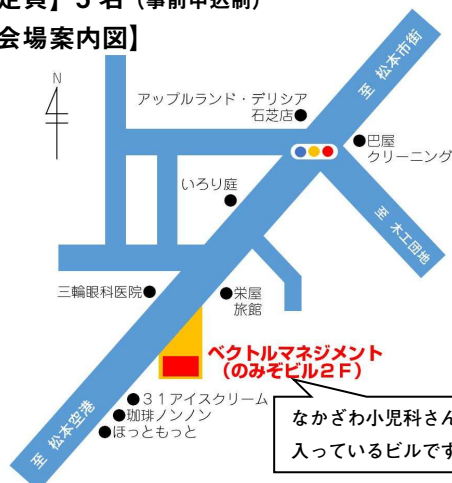 定員】5名（事前申込制）
会場案内図】
N
至 松本市街
アップルランド・デリシア
石芝店●
●巴屋
クリーニング
いろり庭
●
至 木工団地
三輪眼科医院●
●栄屋
旅館
ベクトルマネジメント
（のみぞビル２Ｆ）
●３１アイスクリーム
●珈琲ノンノン
●ほっともっと
至 松本空港
なかざわ小児科さん
入っているビルです